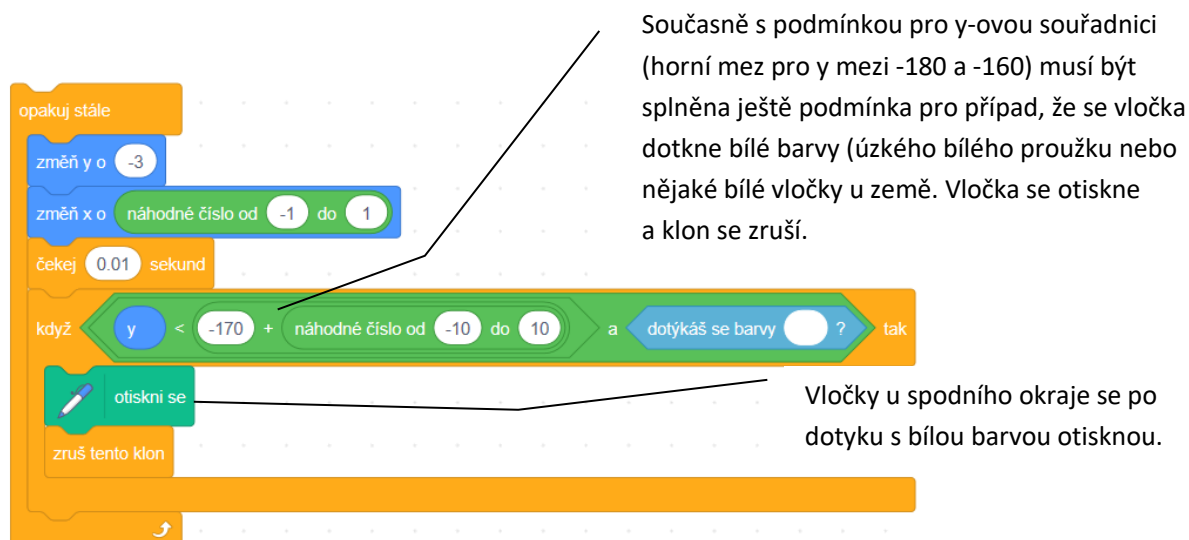 Současně s podmínkou pro y-ovou souřadnici
(horní mez pro y mezi -180 a -160) musí být
splněna ještě podmínka pro případ, že se vločka
dotkne bílé barvy (úzkého bílého proužku nebo
nějaké bílé vločky u země. Vločka se otiskne
a klon se zruší.
opakuj stále
změň y o -3
změň x o náhodné číslo od -1 do 1
čekej 0.01 sekund
když y < -170 + náhodné číslo od -10 do 10 a dotýkáš se barvy ? tak
otiskni se
zruš tento klon
Vločky u spodního okraje se po
dotyku s bílou barvou otisknou.